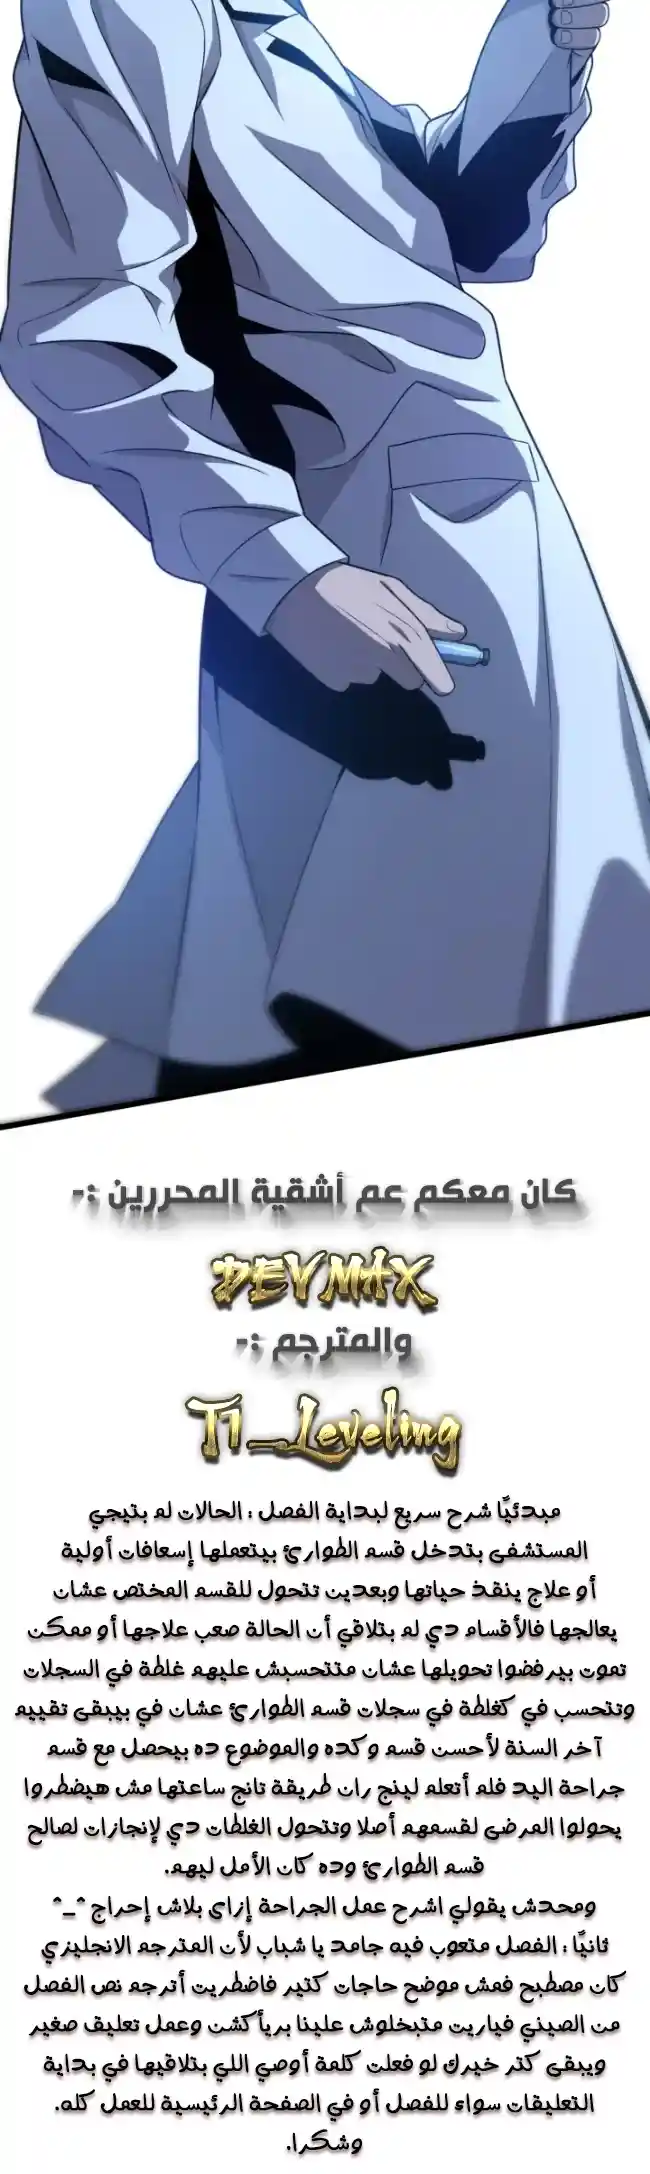 كان معكم عم أشقية المحررين :-
DEVMAX
والمترجم :-
T1_Leveling
مبدئيًا شرح سريع لبداية الفصل : الحالات لم بتيجي
المستشفى بتدخل قسم الطوارئ بيتعملها إسعافات أولية
أو علاج ينقذ حياتها وبعدين تتحول للقسم المختص عشان
يعالجها فالأقسام دي لم بتلاقي أن الحالة صعب علاجها أو ممكن
تموت بيرفضوا تحويلها عشان متتحسبش عليهم غلطة في السجلات
وتتحسب في كغلطة في سجلات قسم الطوارئ عشان في بيبقى تقييم
آخر السنة لأحسن قسم وكده والموضوع ده بيحصل مع قسم
جراحة اليد فلم أتعلم لينج ران طريقة تانج ساعتها مش هيضطروا
يحولوا المرضى لقسمهم أصلا وتتحول الغلطات دي لإنجازات لصالح
قسم الطوارئ وده كان الأمل ليهم.
ومحدش يقولي اشرح عمل الجراحة إزاى بلاش إحراج ^_^
ثانيًا : الفصل متعوب فيه جامد يا شباب لأن المترجم الانجليزي
كان مصطبح فمش موضح حاجات كتير فاضطريت أترجم نص الفصل
من الصيني فياريت متبخلوش علينا برياكشن وعمل تعليق صغير
ويبقى كتر خيرك لو فعلت كلمة أوصي اللي بتلاقيها في بداية
التعليقات سواء للفصل أو في الصفحة الرئيسية للعمل كله.
وشكرا.